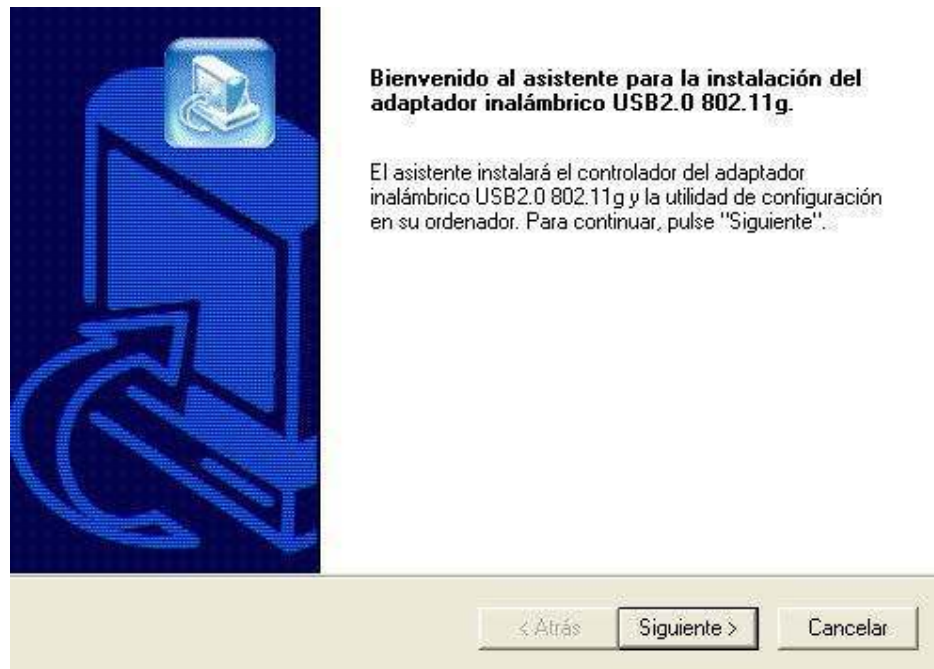 Bienvenido al asistente para la instalación del
adaptador inalámbrico USB2.0 802.11g.
El asistente instalará el controlador del adaptador
inalámbrico USB2.0 802.11g y la utilidad de configuración
en su ordenador. Para continuar, pulse "Siguiente".
< Atrás Siguiente > Cancelar